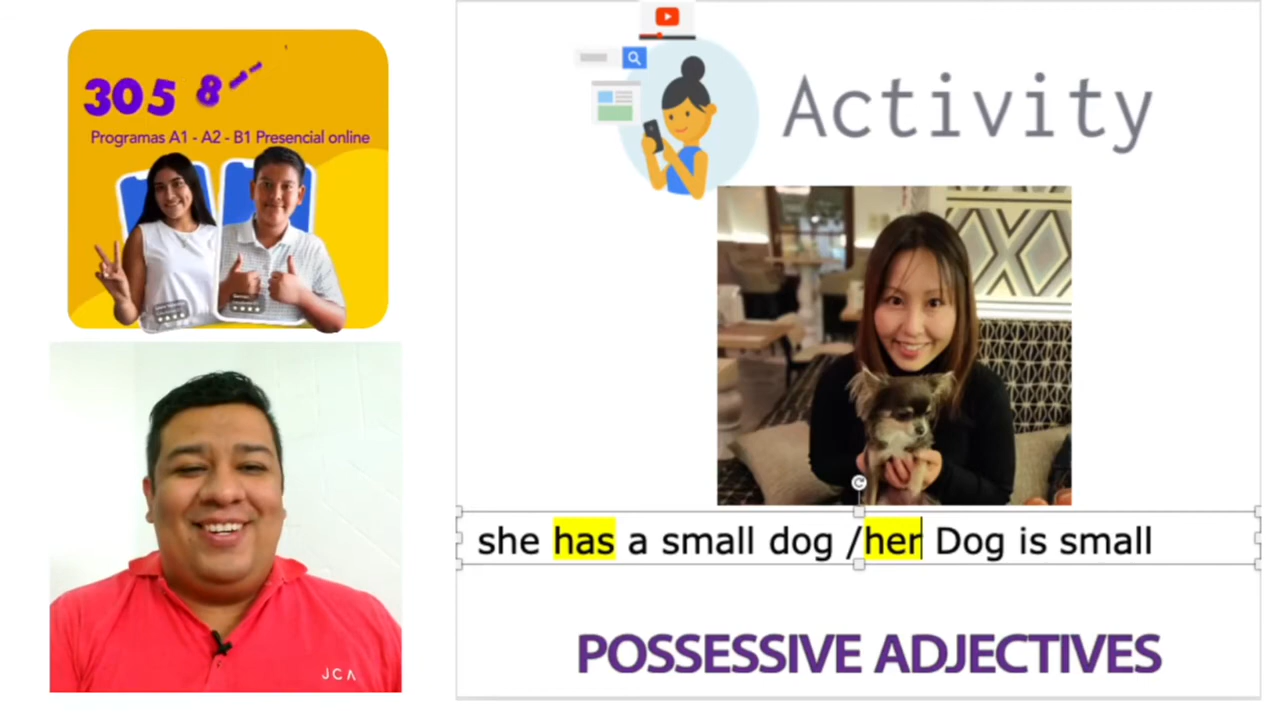 305 8
Programas A1 - A2 - B1 Presencial online
JCA
Activity
she has a small dog /her Dog is small
POSSESSIVE ADJECTIVES